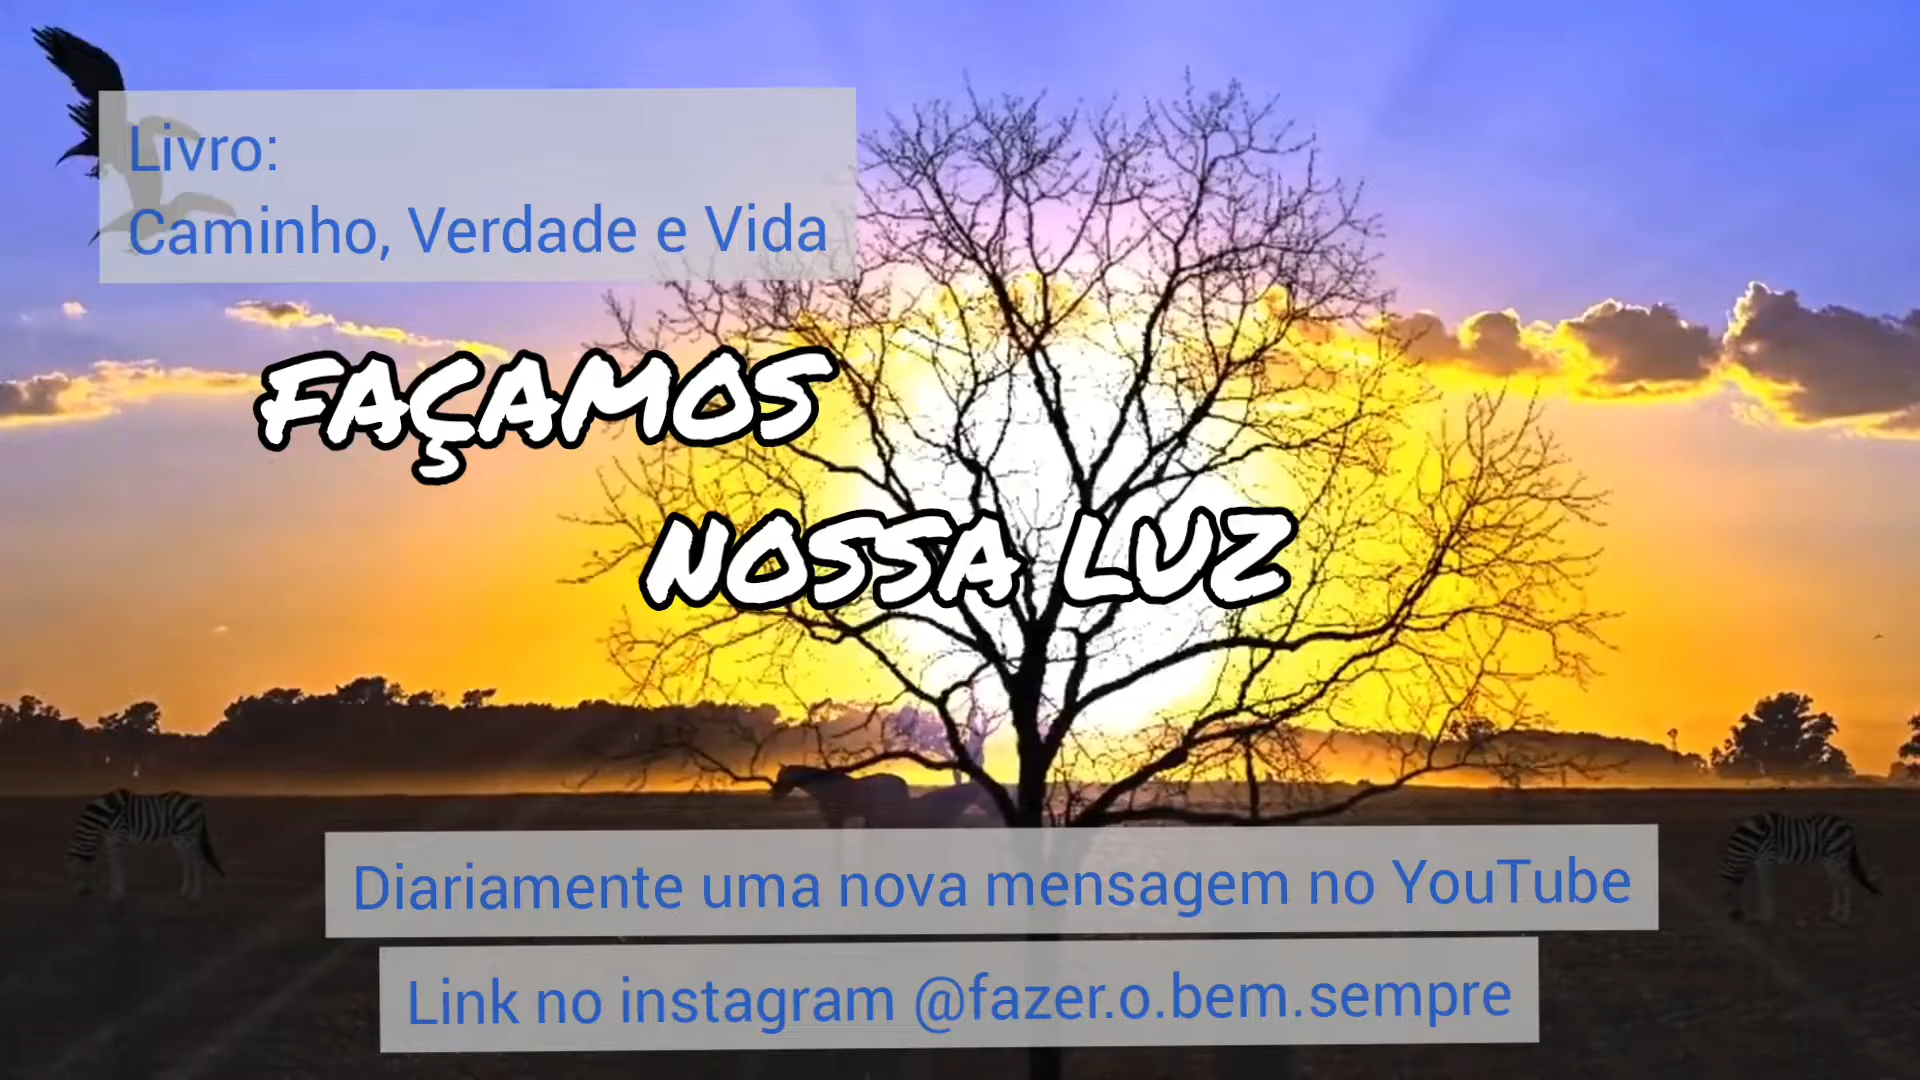 Livro:
Caminho, Verdade e Vida
FAÇAMOS
NOSSA LUZ
Diariamente uma nova mensagem no YouTube
Link no instagram @fazer.o.bem.sempre